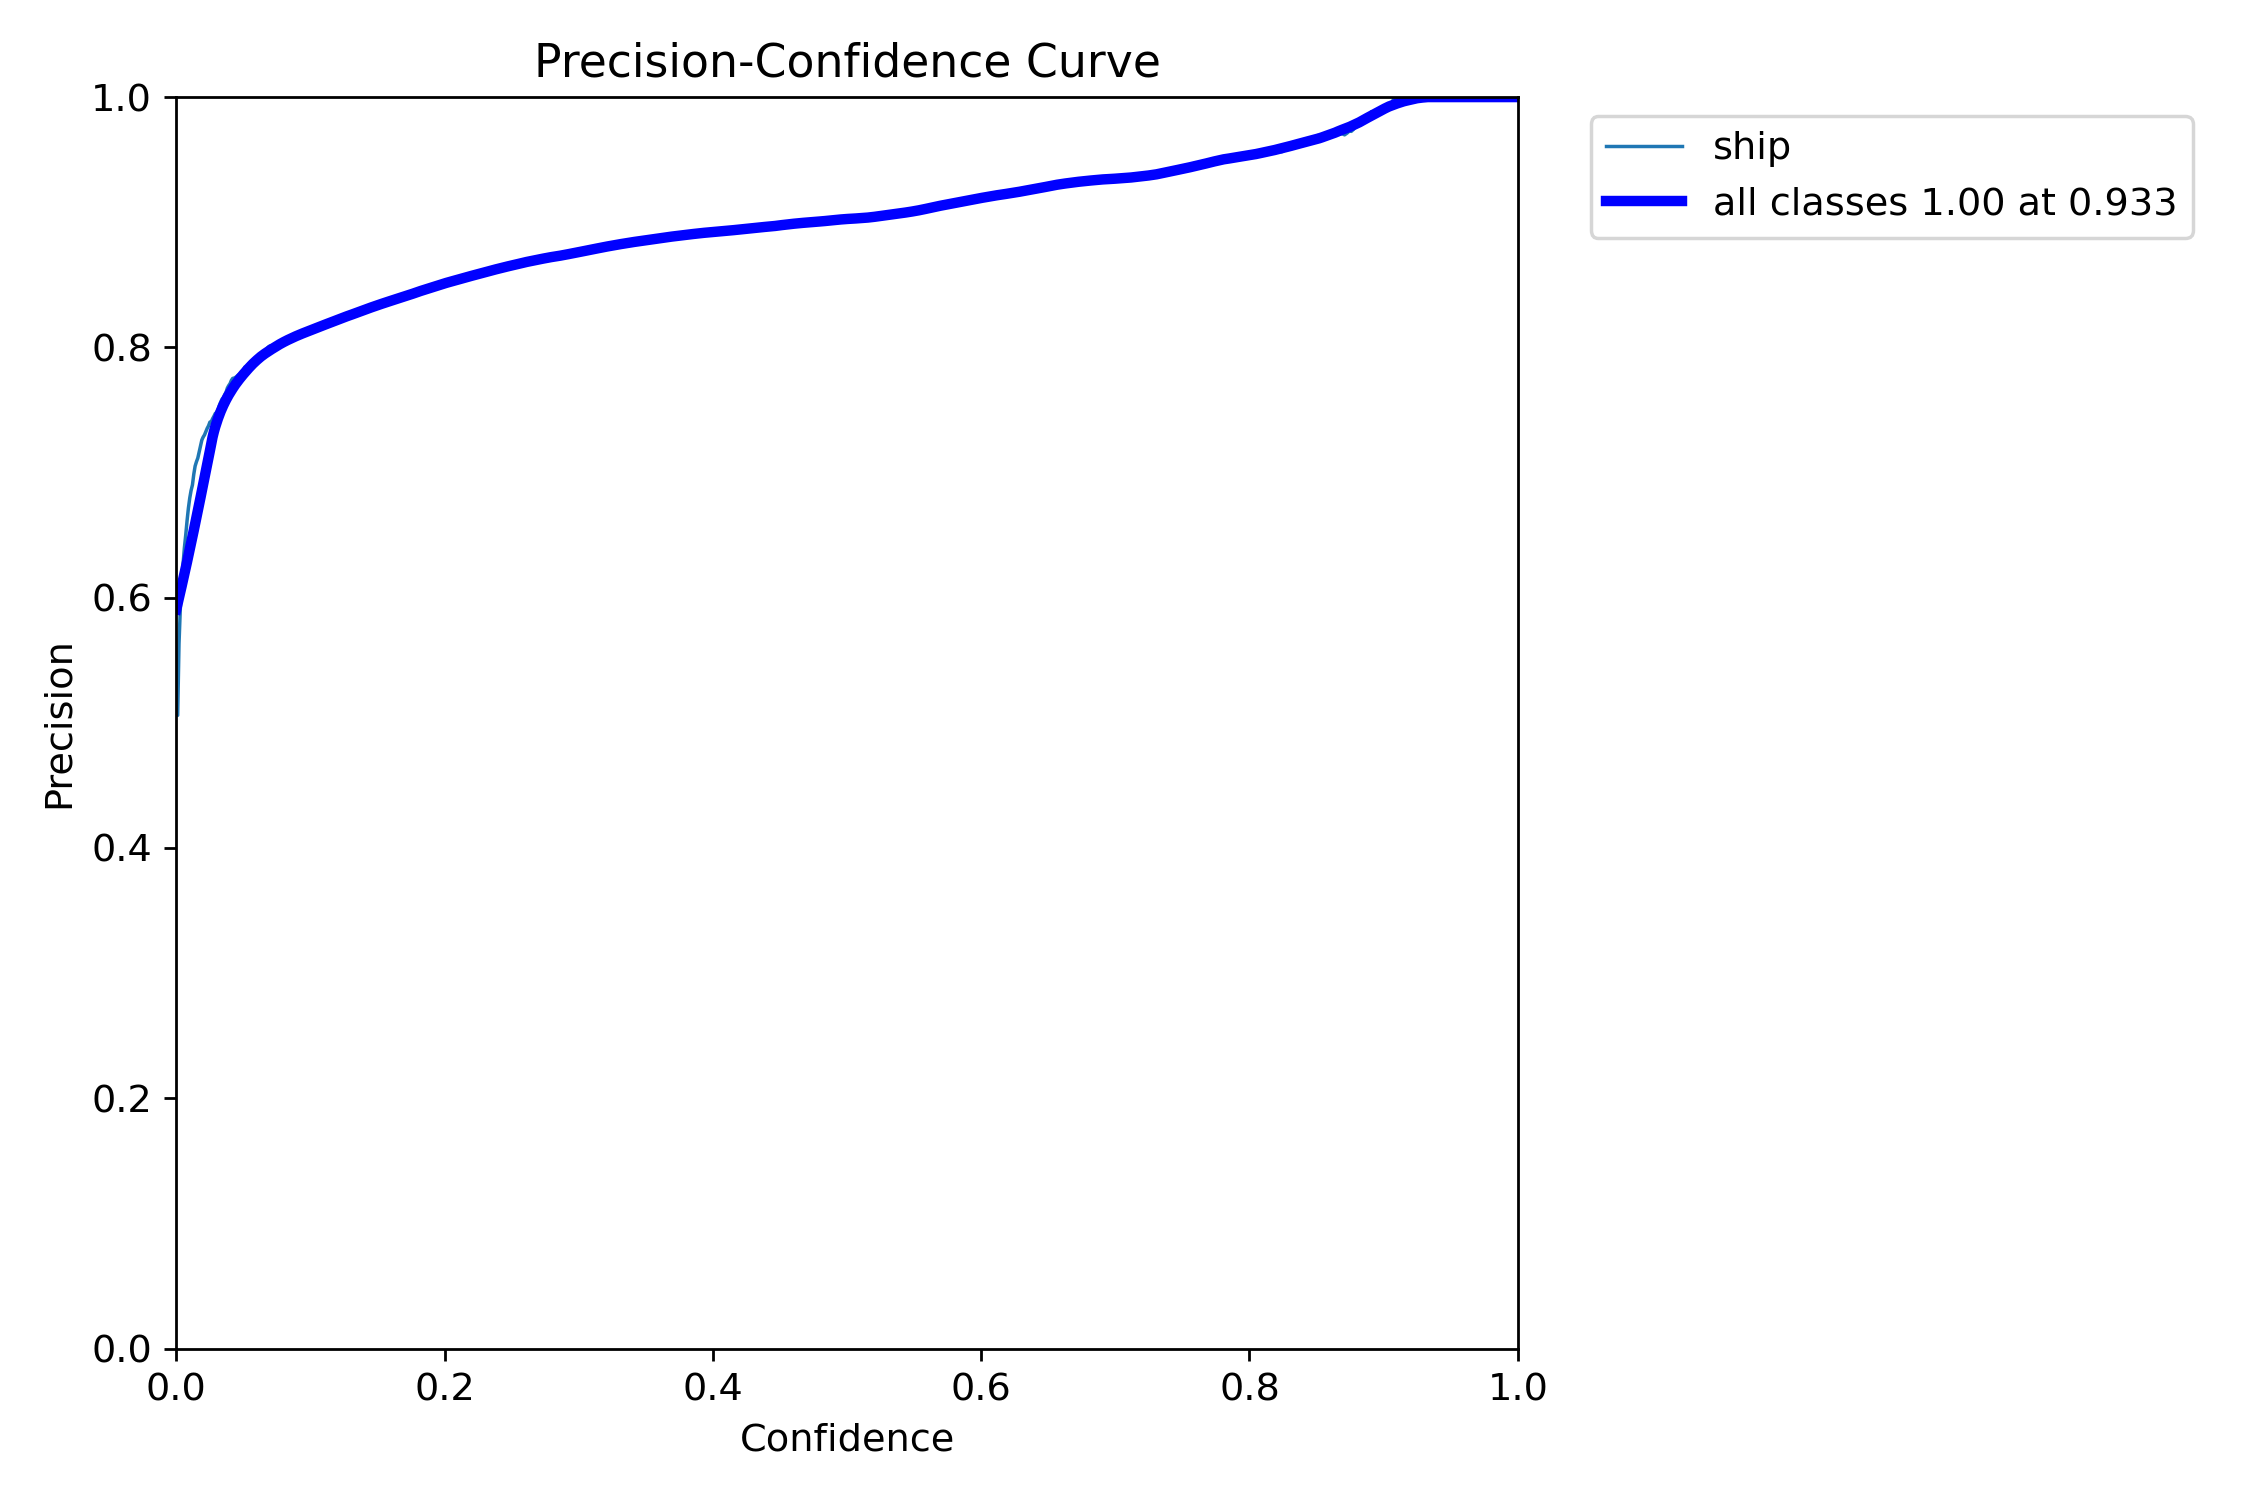 Precision-Confidence Curve
1.0
0.8
0.6
0.4
0.2
0.0
Precision
0.0 0.2 0.4 0.6 0.8 1.0
Confidence
ship
all classes 1.00 at 0.933